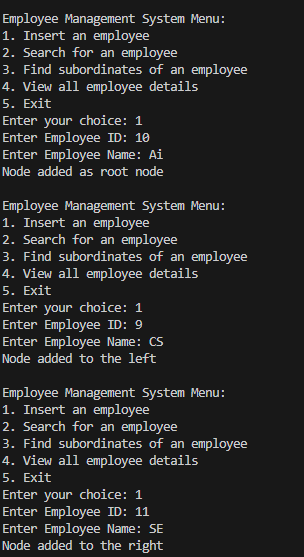 Employee Management System Menu:
1. Insert an employee
2. Search for an employee
3. Find subordinates of an employee
4. View all employee details
5. Exit
Enter your choice: 1
Enter Employee ID: 10
Enter Employee Name: Ai
Node added as root node
Employee Management System Menu:
1. Insert an employee
2. Search for an employee
3. Find subordinates of an employee
4. View all employee details
5. Exit
Enter your choice: 1
Enter Employee ID: 9
Enter Employee Name: CS
Node added to the left
Employee Management System Menu:
1. Insert an employee
2. Search for an employee
3. Find subordinates of an employee
4. View all employee details
5. Exit
Enter your choice: 1
Enter Employee ID: 11
Enter Employee Name: SE
Node added to the right